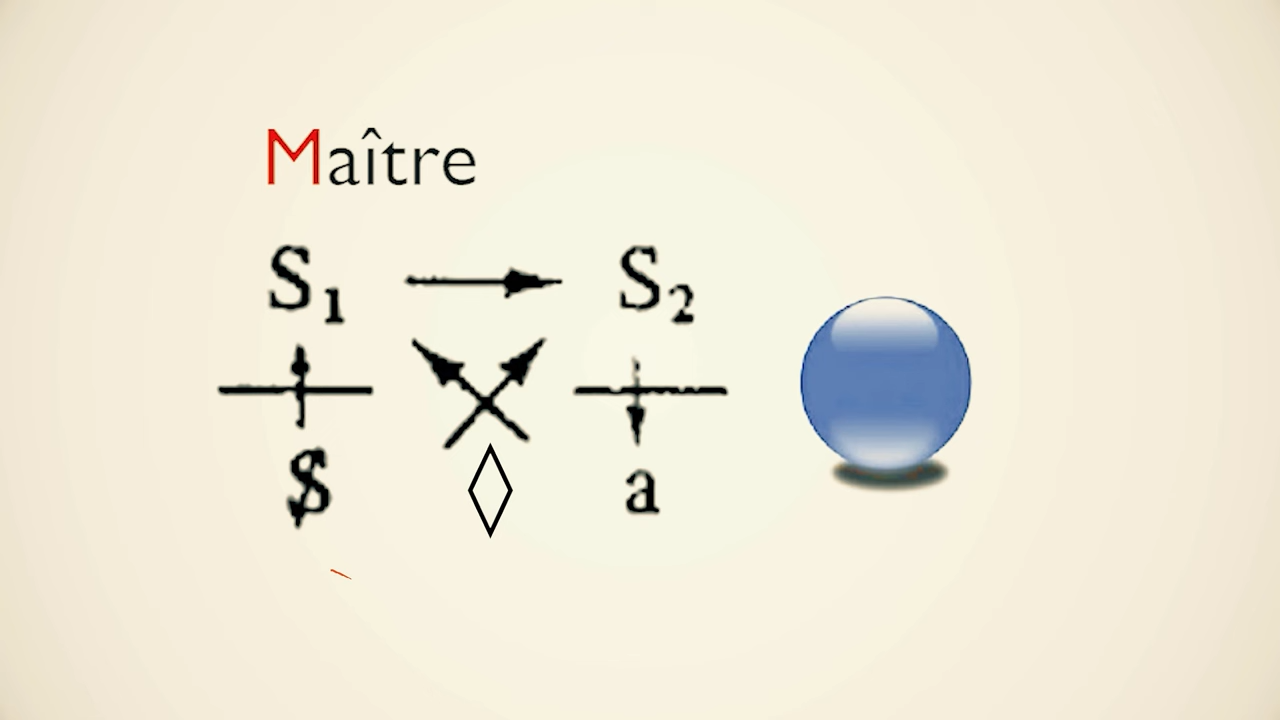 Maître
S₁ → S₂
$ ◊ a